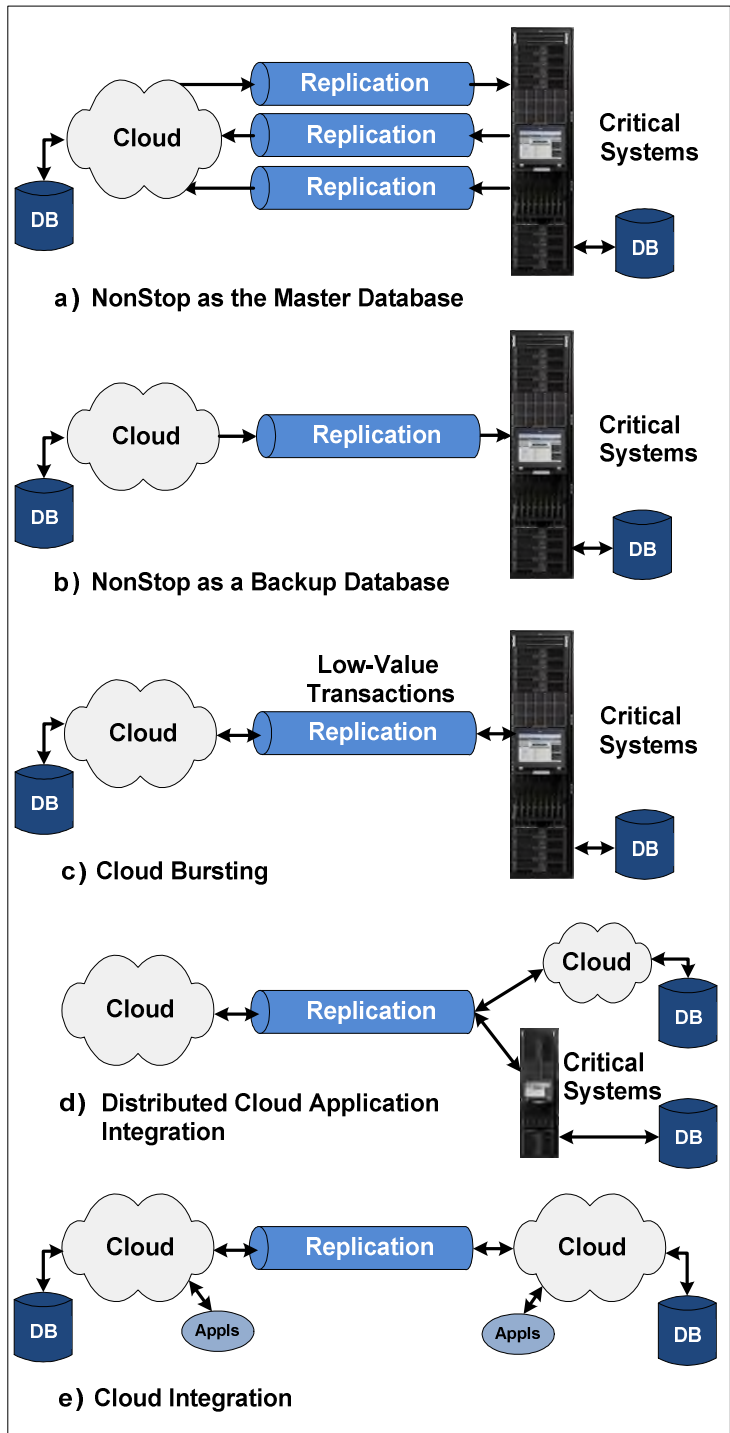 Replication
Cloud
Replication
Critical
Systems
Replication
DB
DB
a) NonStop as the Master Database
Cloud
Replication
Critical
Systems
DB
DB
b) NonStop as a Backup Database
Low-Value
Transactions
Cloud
Replication
Critical
Systems
DB
DB
c) Cloud Bursting
Cloud
Cloud
Replication
DB
Critical
Systems
d) Distributed Cloud Application
Integration
DB
Cloud
Replication
Cloud
DB
Appls
Appls
DB
e) Cloud Integration